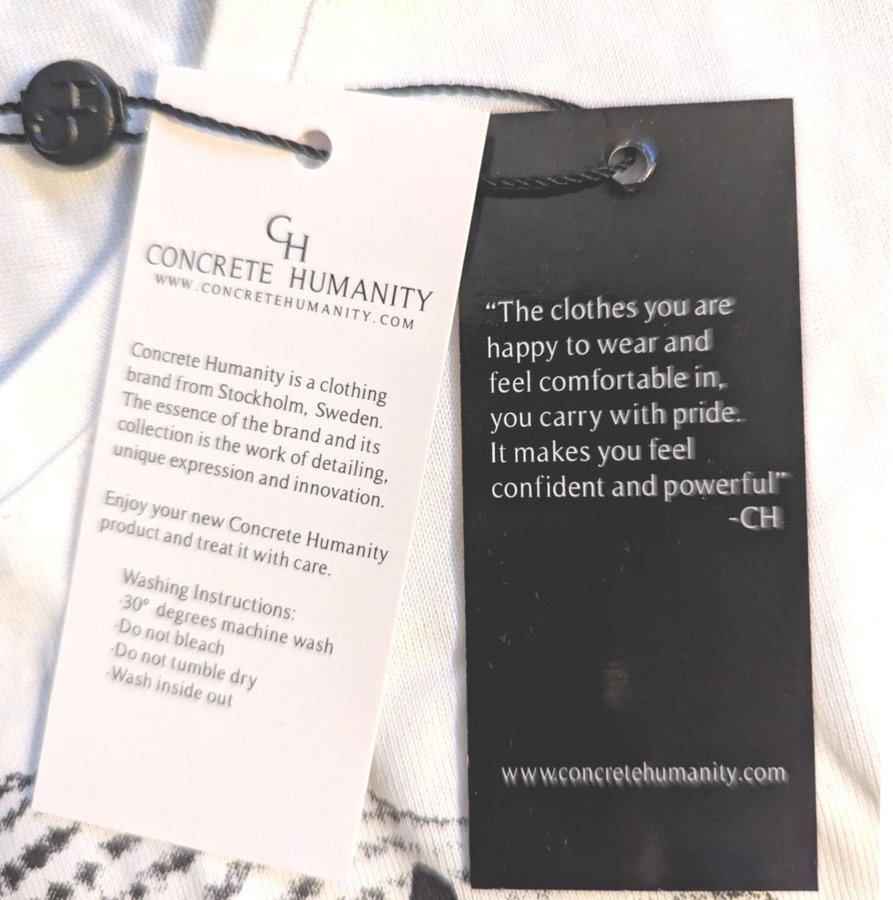 CH
CONCRETE HUMANITY
WWW.CONCRETEHUMANITY.COM
Concrete Humanity is a clothing
brand from Stockholm, Sweden.
The essence of the brand and its
collection is the work of detailing,
unique expression and innovation.
Enjoy your new Concrete Humanity
product and treat it with care.
Washing Instructions:
-30° degrees machine wash
-Do not bleach
-Do not tumble dry
-Wash inside out
“The clothes you are
happy to wear and
feel comfortable in,
you carry with pride.
It makes you feel
confident and powerful”
-CH
www.concretehumanity.com